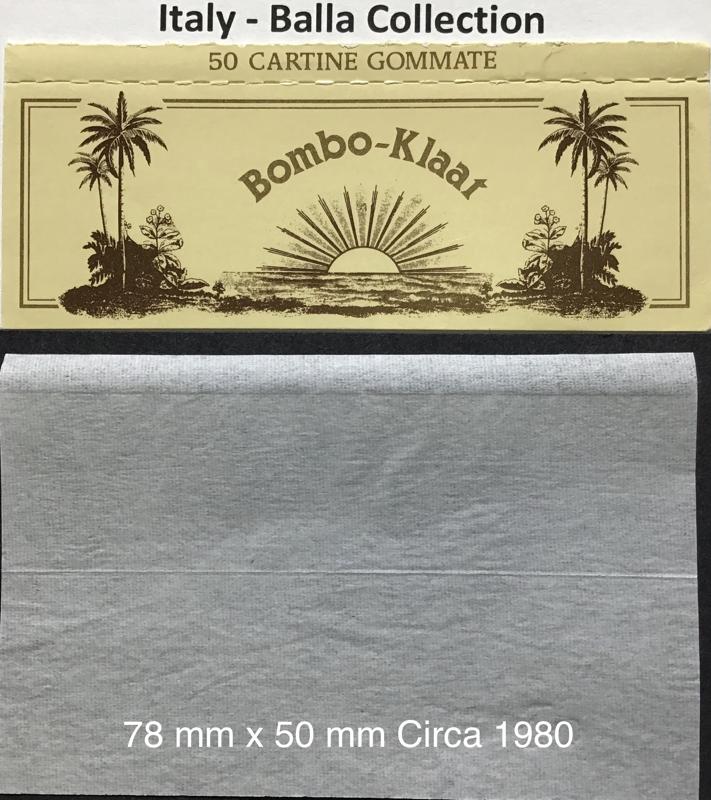 Italy - Balla Collection
50 CARTINE GOMMATE
Bombo-Klaat
78 mm x 50 mm Circa 1980